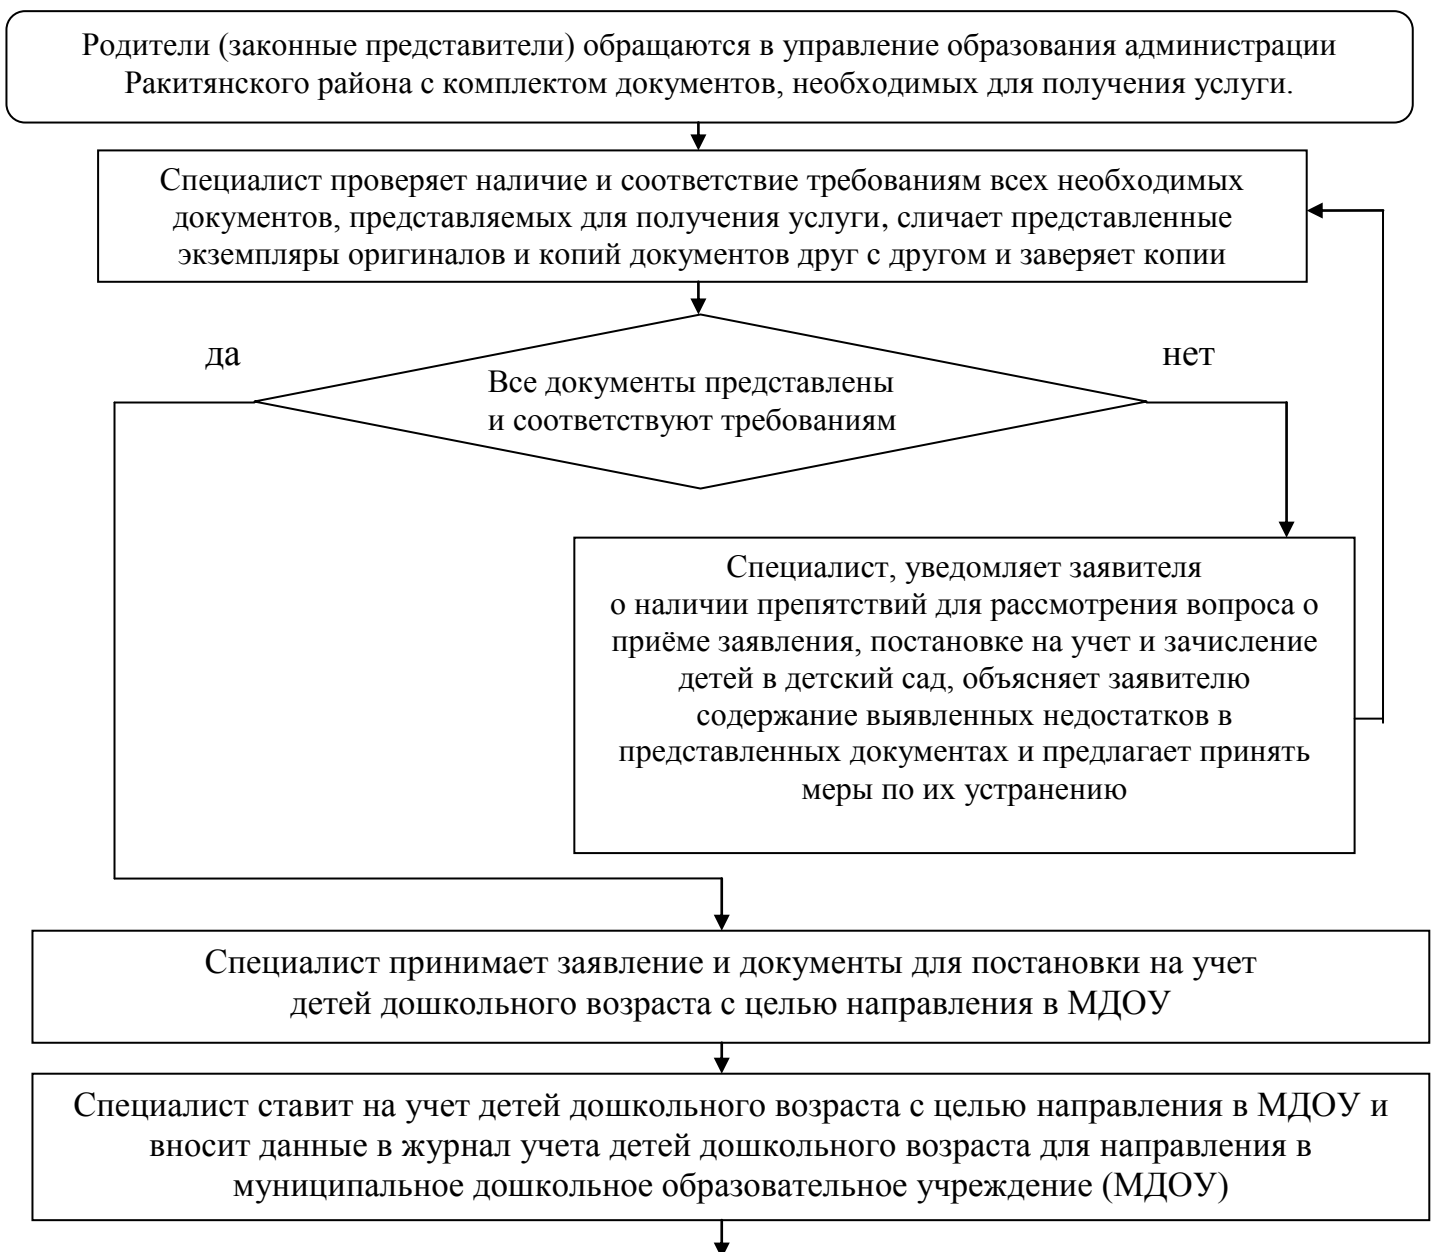 Родители (законные представители) обращаются в управление образования администрации
Ракитянского района с комплектом документов, необходимых для получения услуги.
Специалист проверяет наличие и соответствие требованиям всех необходимых
документов, представляемых для получения услуги, сличает представленные
экземпляры оригиналов и копий документов друг с другом и заверяет копии
да
нет
Все документы представлены
и соответствуют требованиям
Специалист, уведомляет заявителя
о наличии препятствий для рассмотрения вопроса о
приёме заявления, постановке на учет и зачисление
детей в детский сад, объясняет заявителю
содержание выявленных недостатков в
представленных документах и предлагает принять
меры по их устранению
Специалист принимает заявление и документы для постановки на учет
детей дошкольного возраста с целью направления в МДОУ
Специалист ставит на учет детей дошкольного возраста с целью направления в МДОУ и
вносит данные в журнал учета детей дошкольного возраста для направления в
муниципальное дошкольное образовательное учреждение (МДОУ)